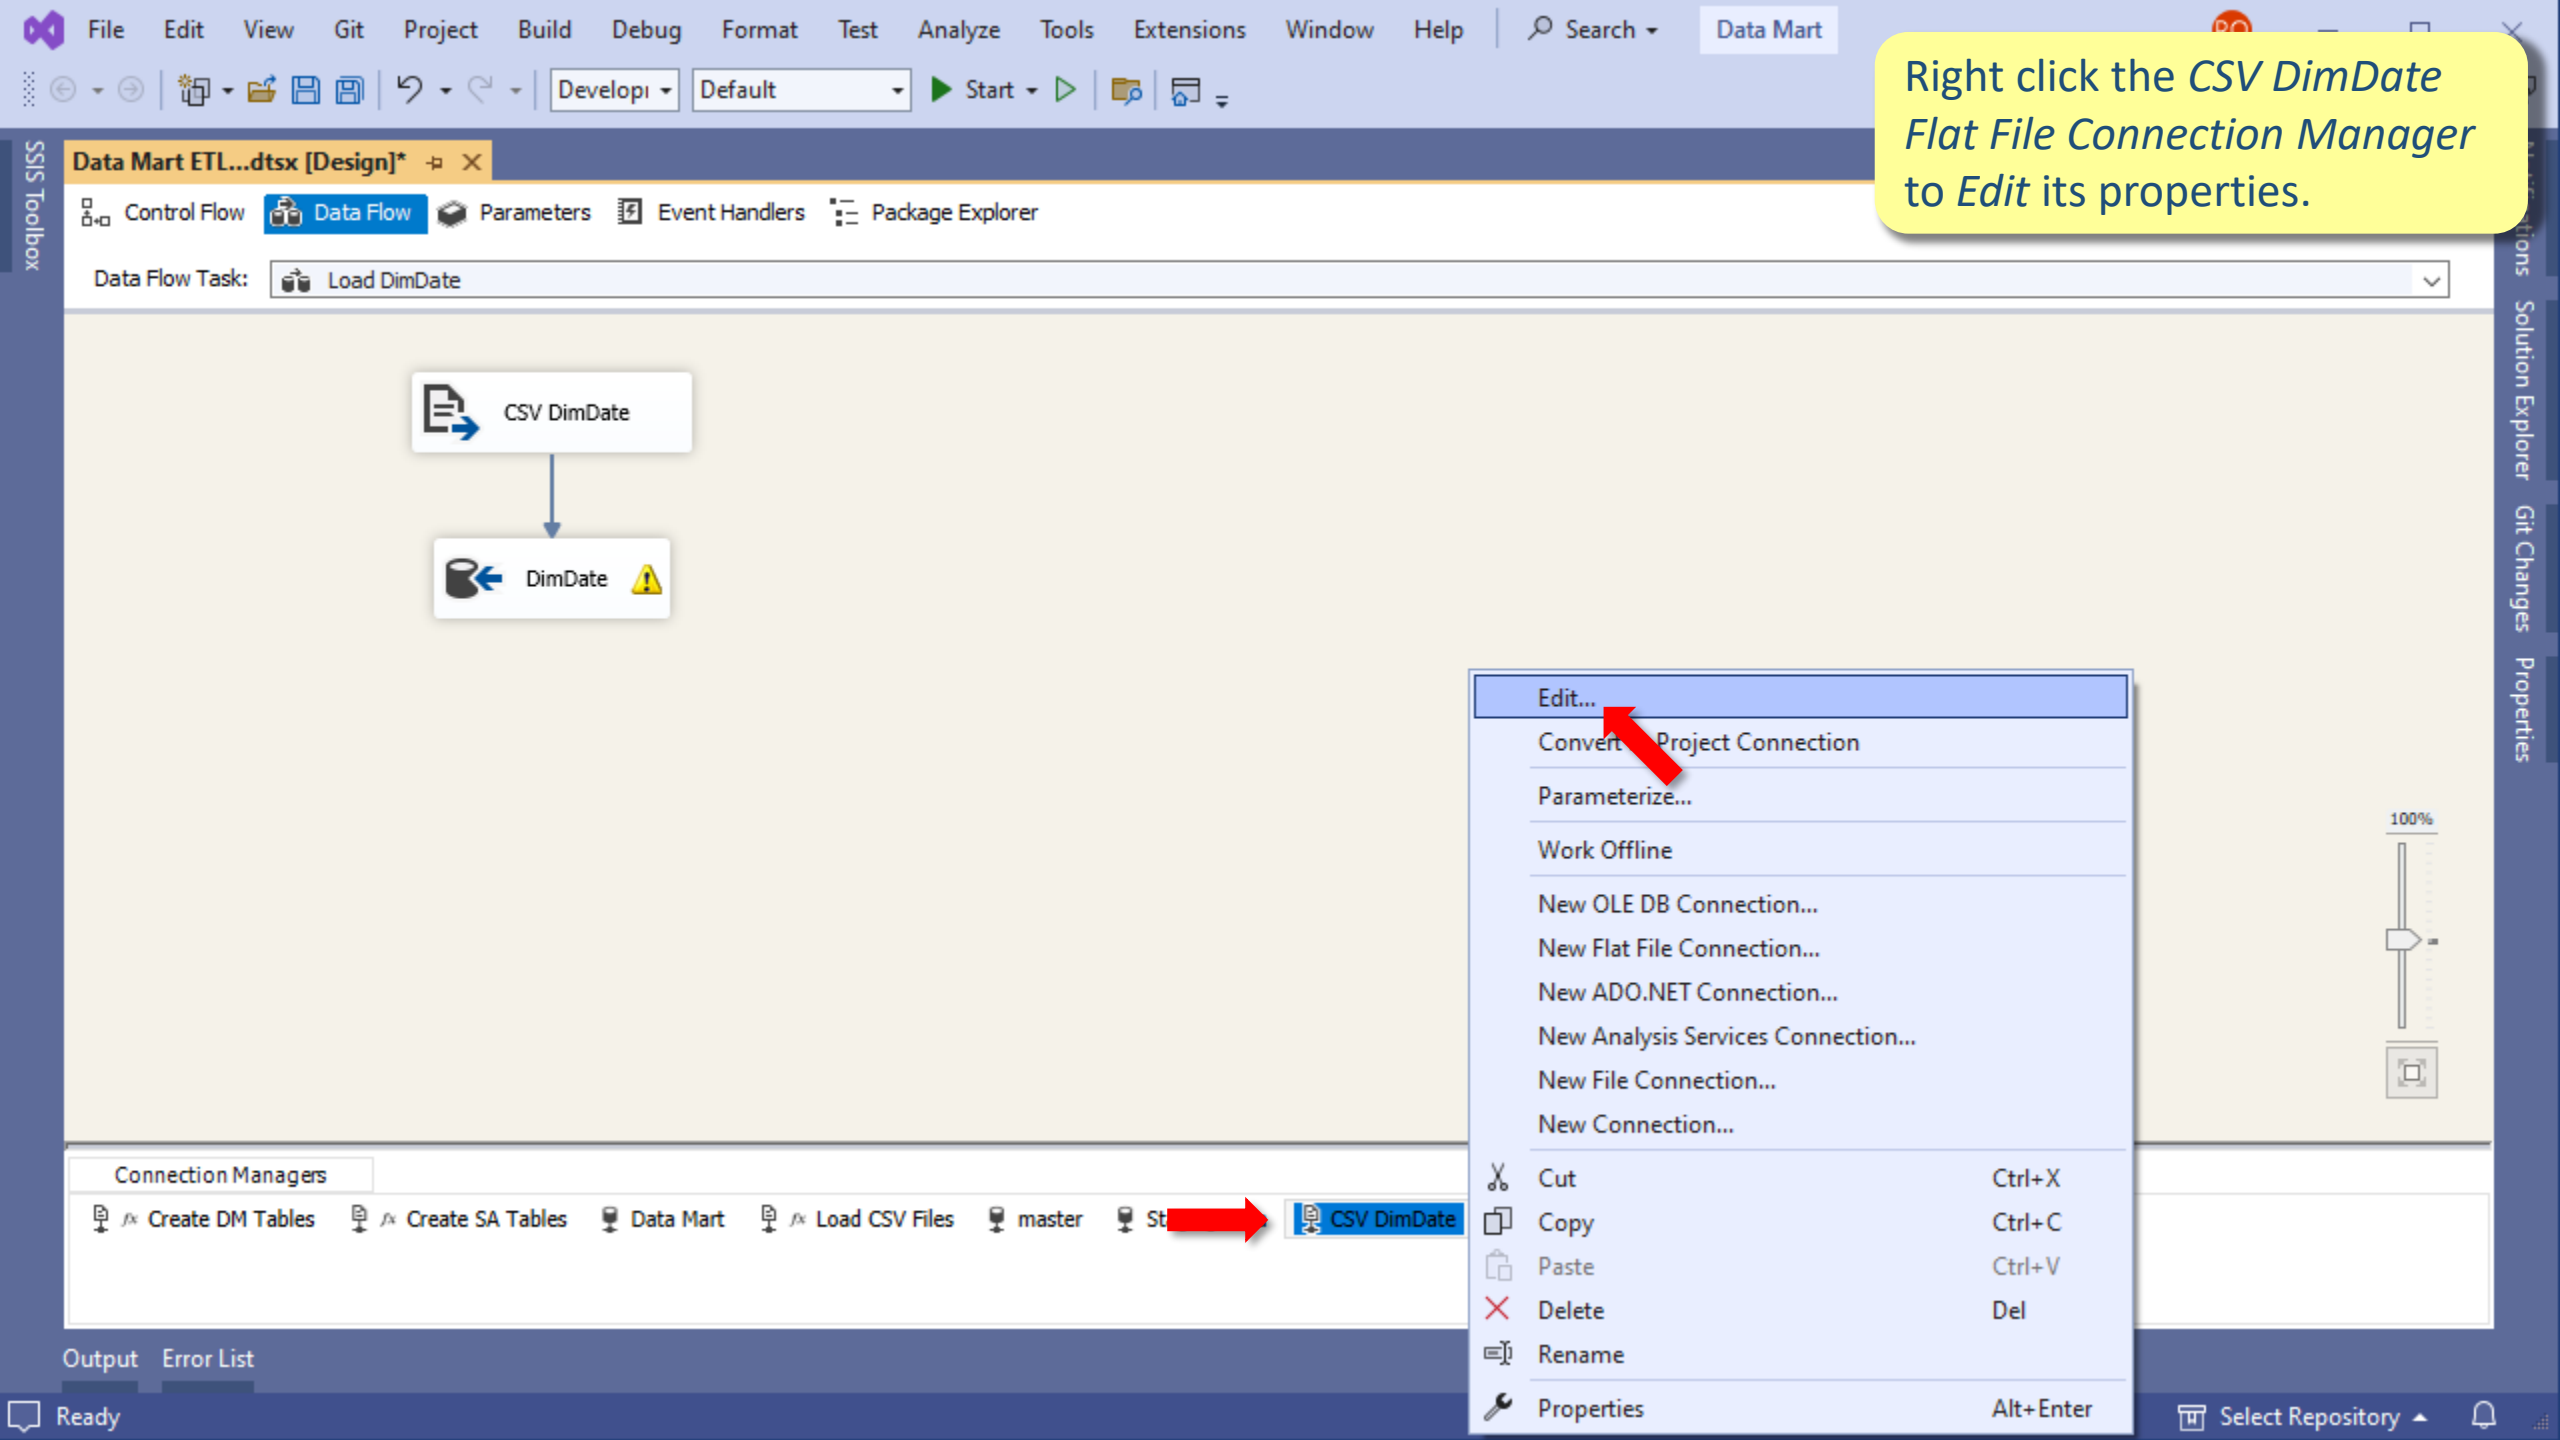 File Edit View Git Project Build Debug Format Test Analyze Tools Extensions Window Help Search Data Mart
Default Start
Right click the CSV DimDate
Flat File Connection Manager
to Edit its properties.
SSIS Toolbox
Data Mart ETL...dtsx [Design]*
Control Flow Data Flow Parameters Event Handlers Package Explorer
Data Flow Task: Load DimDate
CSV DimDate
DimDate
Solution Explorer
Git Changes
Properties
Edit...
Convert Project Connection
Parameterize...
Work Offline
New OLE DB Connection...
New Flat File Connection...
New ADO.NET Connection...
New Analysis Services Connection...
New File Connection...
New Connection...
Cut Ctrl+X
Copy Ctrl+C
Paste Ctrl+V
Delete Del
Rename
Properties Alt+Enter
100%
Connection Managers
Create DM Tables Create SA Tables Data Mart Load CSV Files master CSV DimDate
Output Error List
Ready
Select Repository